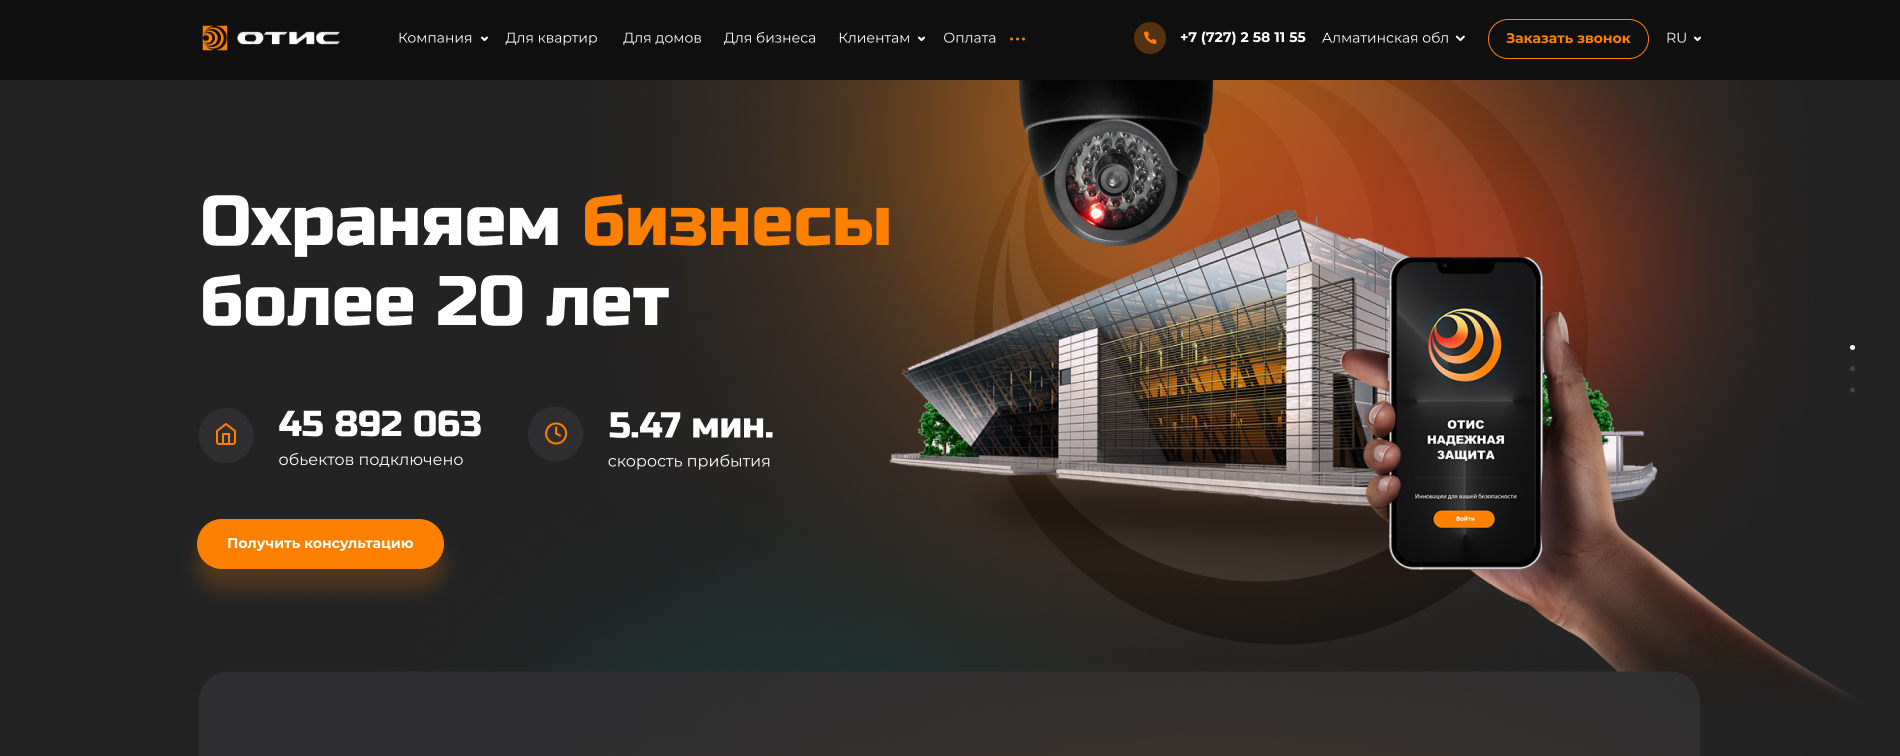 ОТИС
Компания
Для квартир
Для домов
Для бизнеса
Клиентам
Оплата
+7 (727) 2 58 11 55
Алматинская обл
Заказать звонок
RU
Охраняем бизнесы
более 20 лет
45 892 063
обьектов подключено
5.47 мин.
скорость прибытия
Получить консультацию
ОТИС
НАДЕЖНАЯ
ЗАЩИТА
Инновации для вашей безопасности
Войти